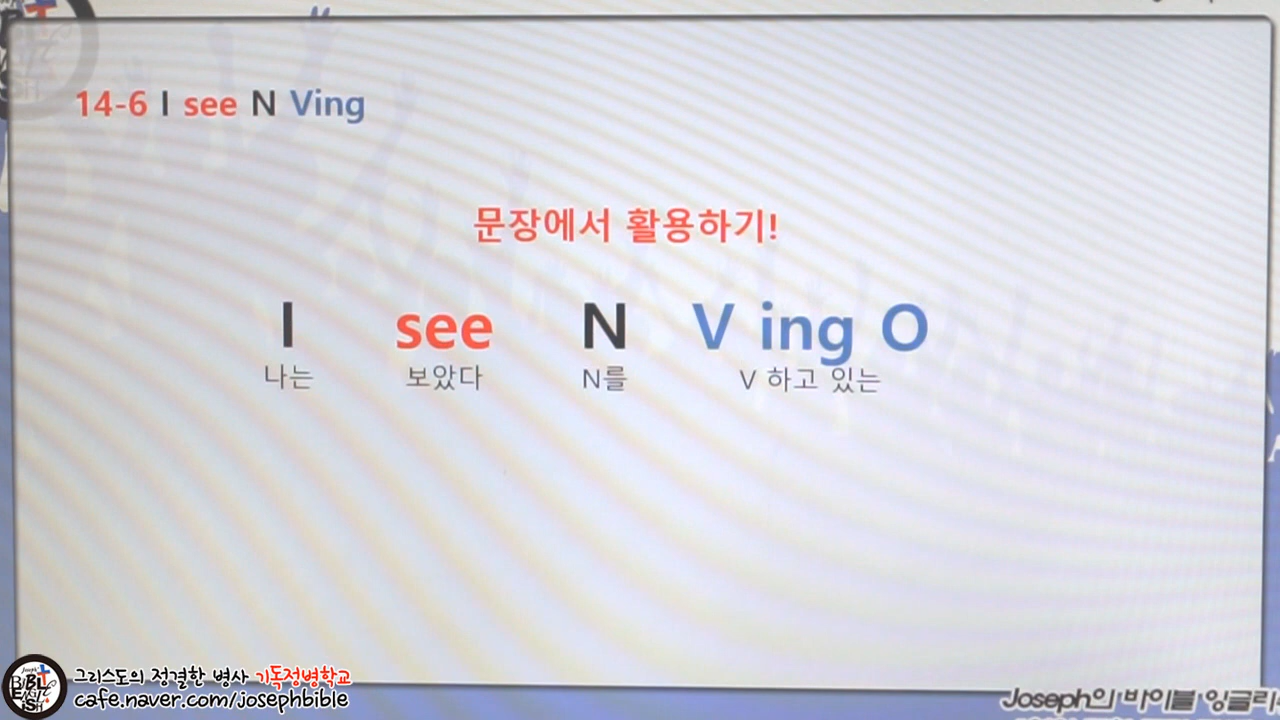 14-6 I see N Ving
문장에서 활용하기!
I see N V ing O
나는 보았다 N를 V 하고 있는
그리스도의 정결한 병사 기독정병학교
cafe.naver.com/josephbible
Joseph의 바이블 잉글리